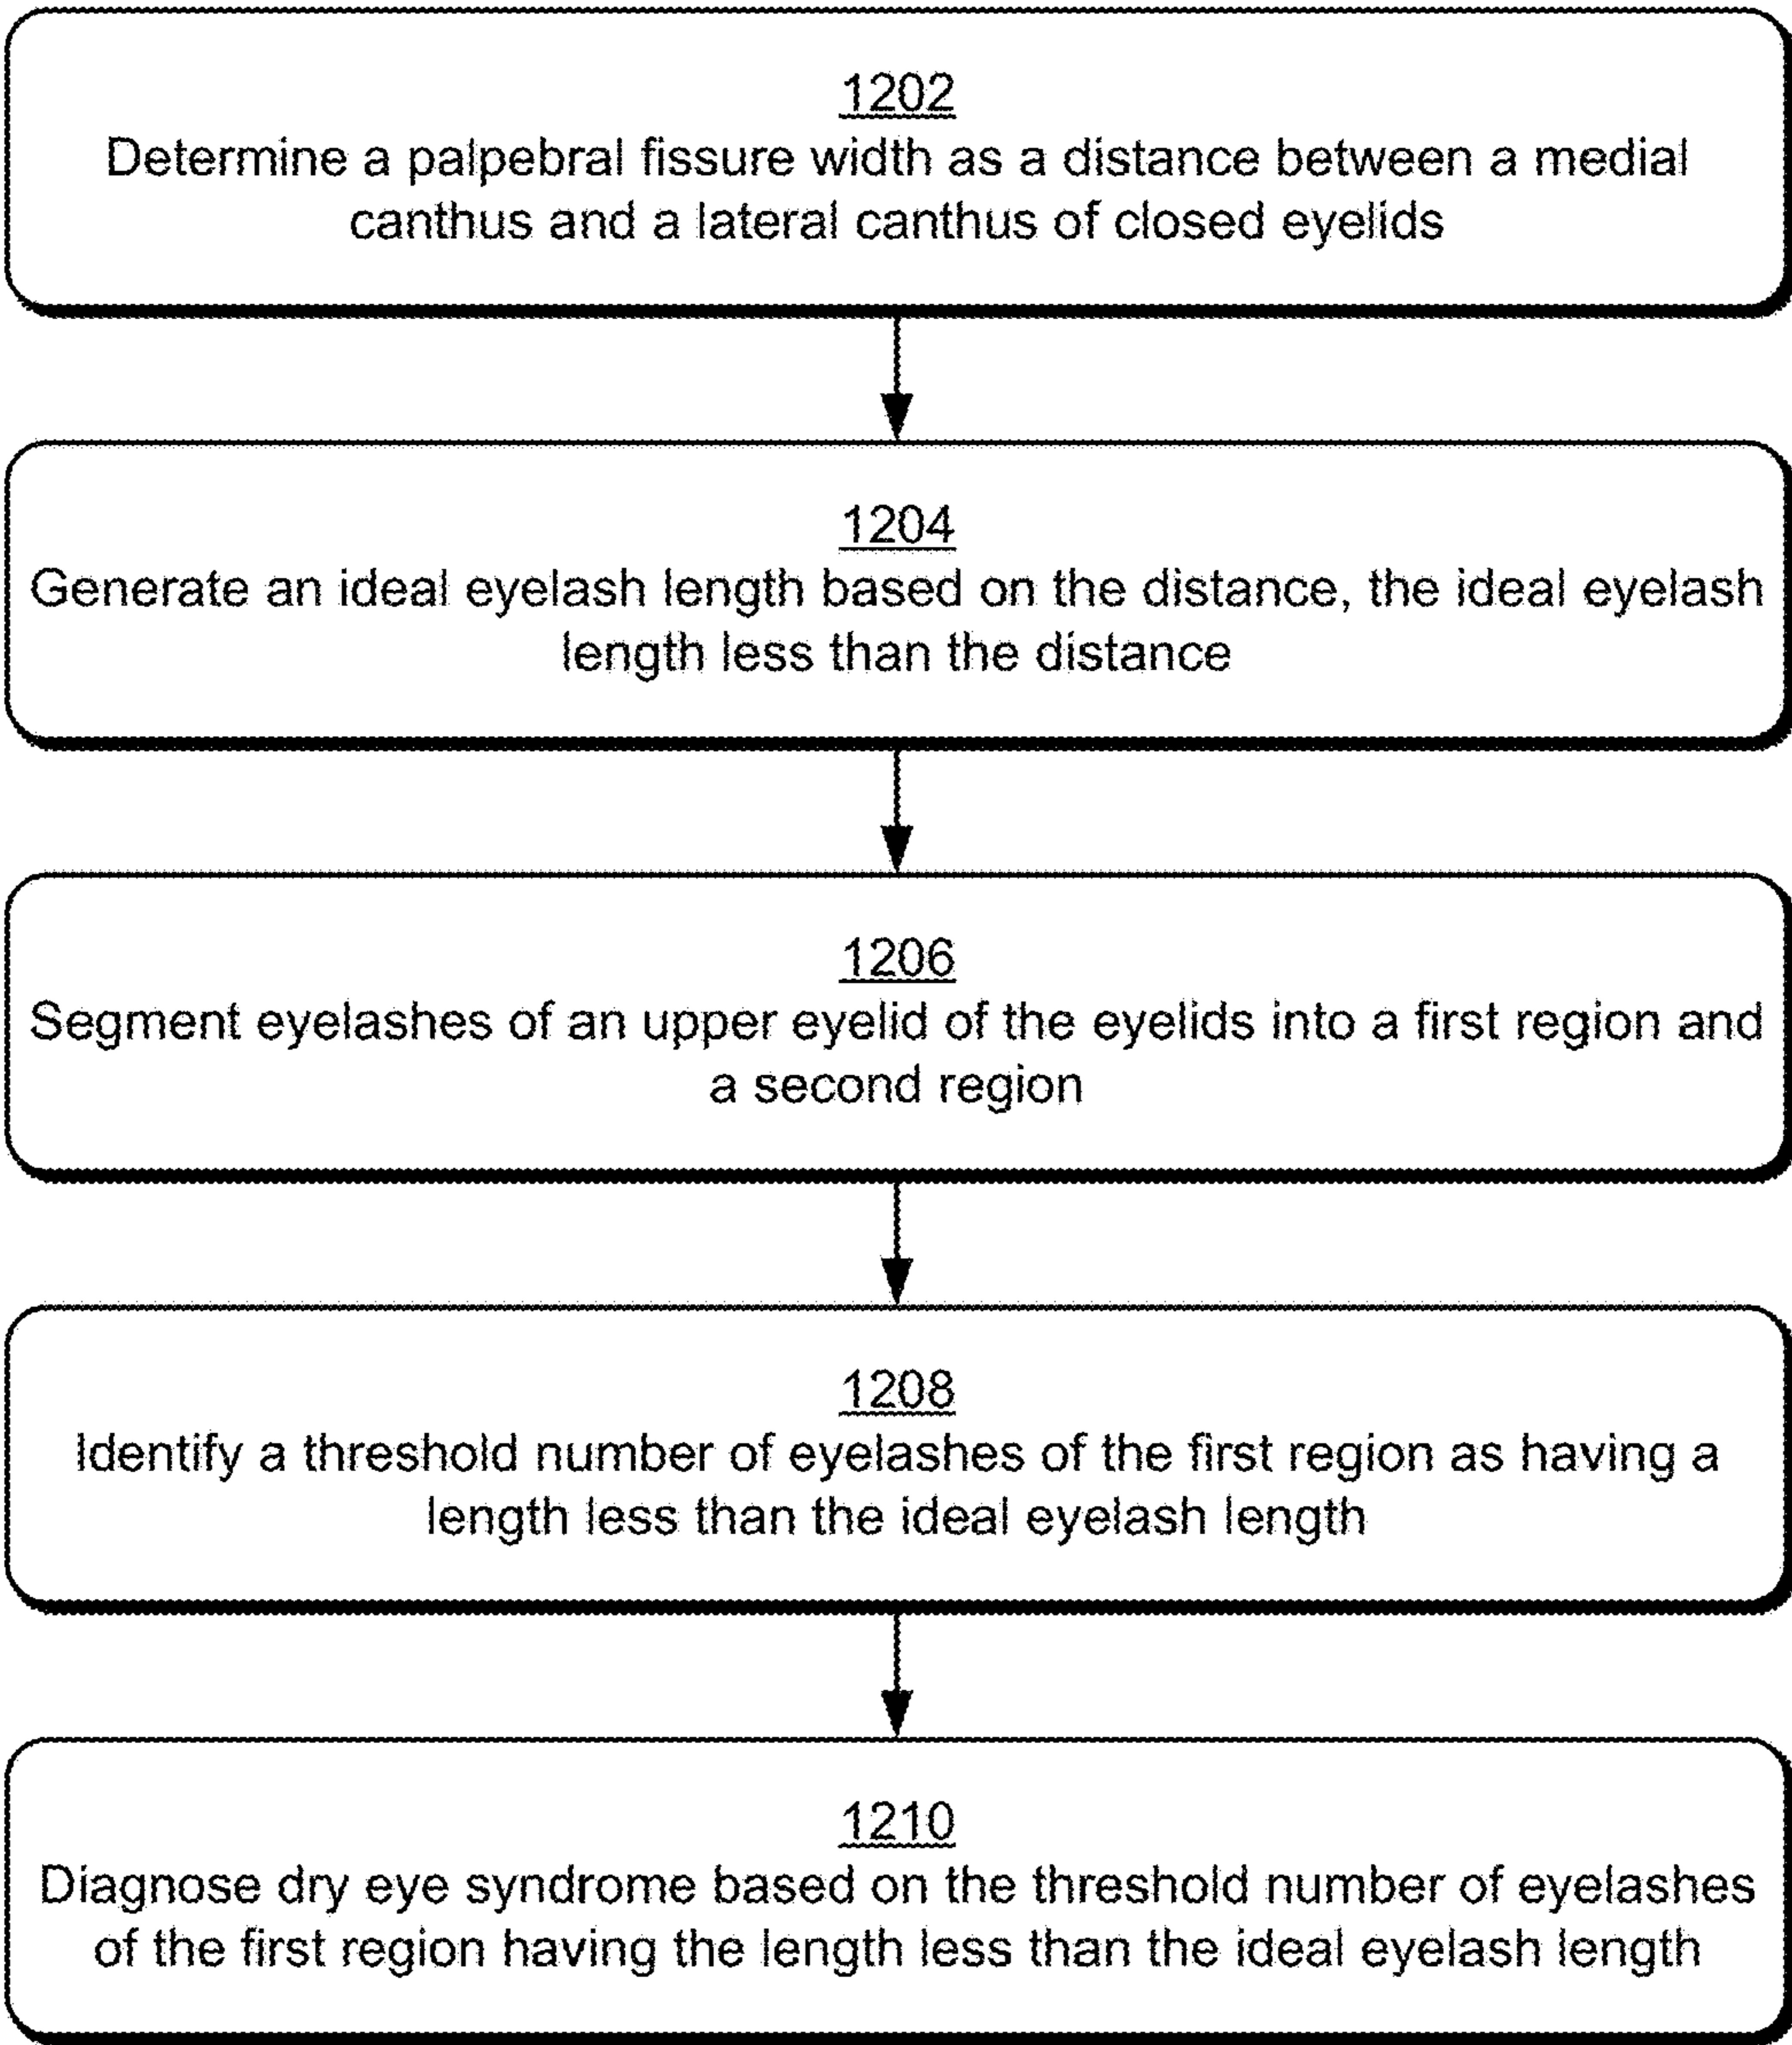 1202
Determine a palpebral fissure width as a distance between a medial
canthus and a lateral canthus of closed eyelids
1204
Generate an ideal eyelash length based on the distance, the ideal eyelash
length less than the distance
1206
Segment eyelashes of an upper eyelid of the eyelids into a first region and
a second region
1208
Identify a threshold number of eyelashes of the first region as having a
length less than the ideal eyelash length
1210
Diagnose dry eye syndrome based on the threshold number of eyelashes
of the first region having the length less than the ideal eyelash length